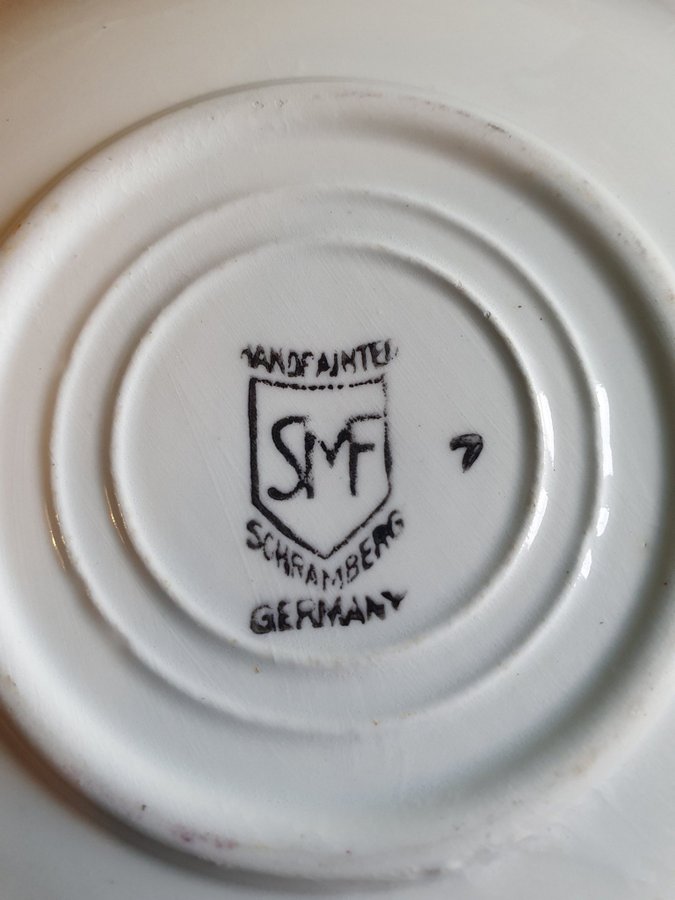 HANDPAINTED
SMF
SCHRAMBERG
GERMANY
7